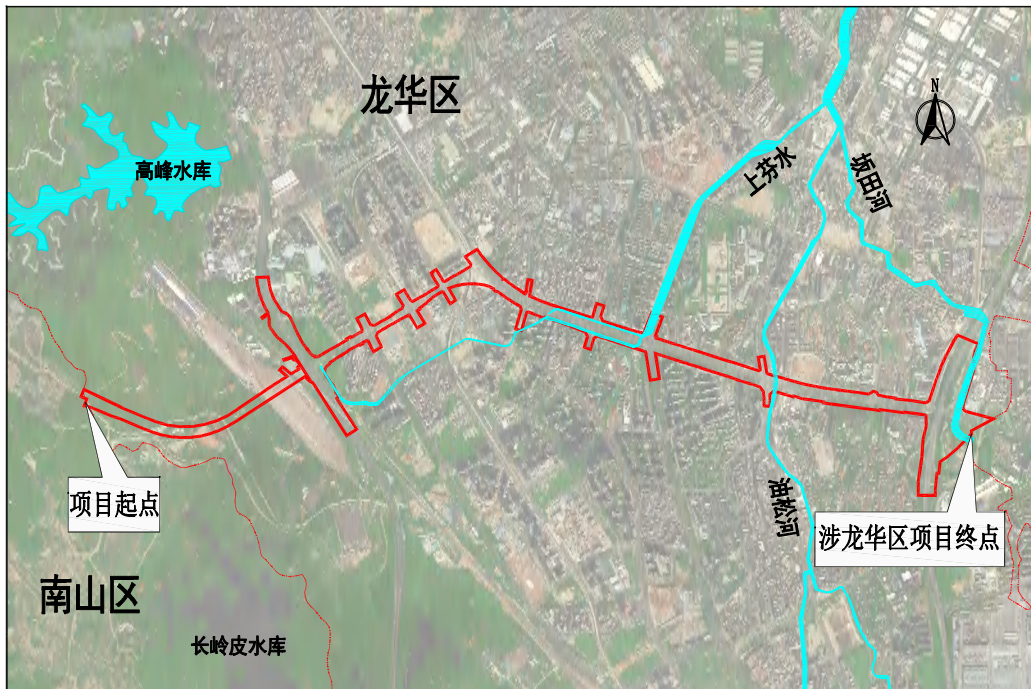 龙华区
N
高峰水库
上芬水
坂田河
项目起点
油松河
涉龙华区项目终点
南山区
长岭皮水库